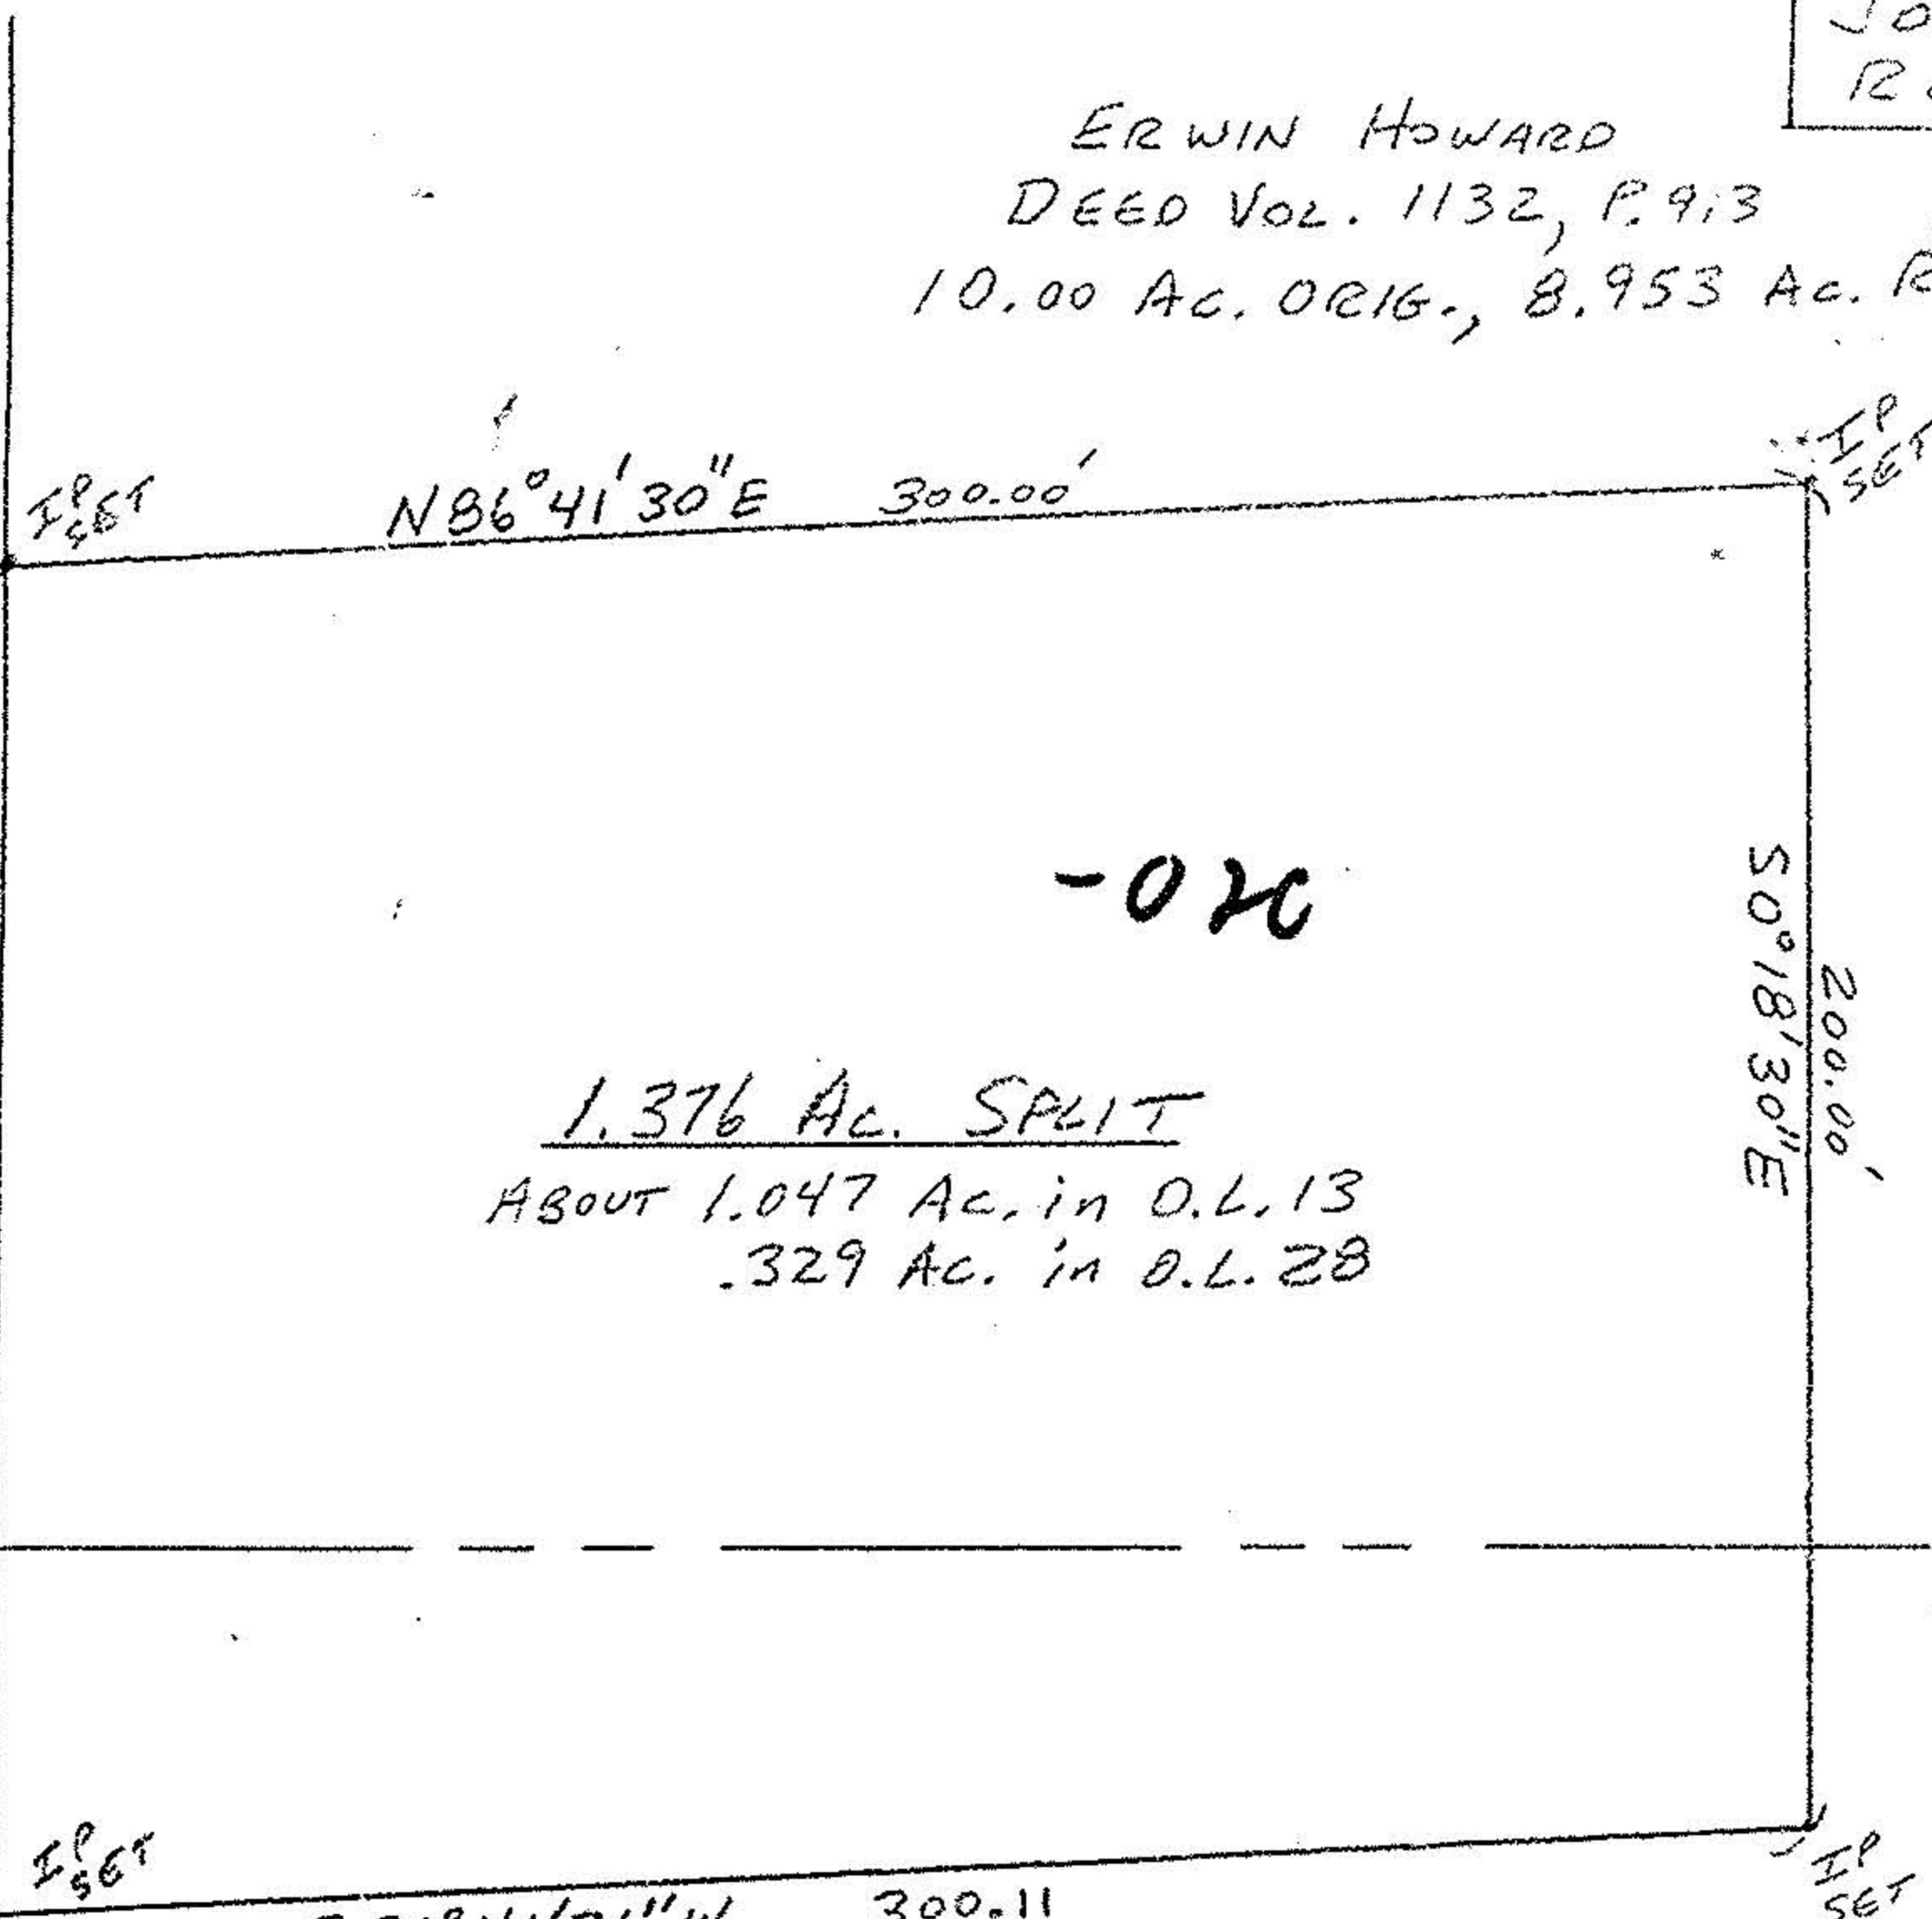 ERWIN HOWARD
DEED VOL. 1132, P. 913
10.00 AC. ORIG., 8.953 AC.
IP SET
IP SET
N86°41'30"E 300.00'
S0°18'30"E
200.00'
1.376 AC. SPLIT
ABOUT 1.047 Ac. in O.L. 13
.329 Ac. in O.L. 28
IP SET
IP SET
300.11